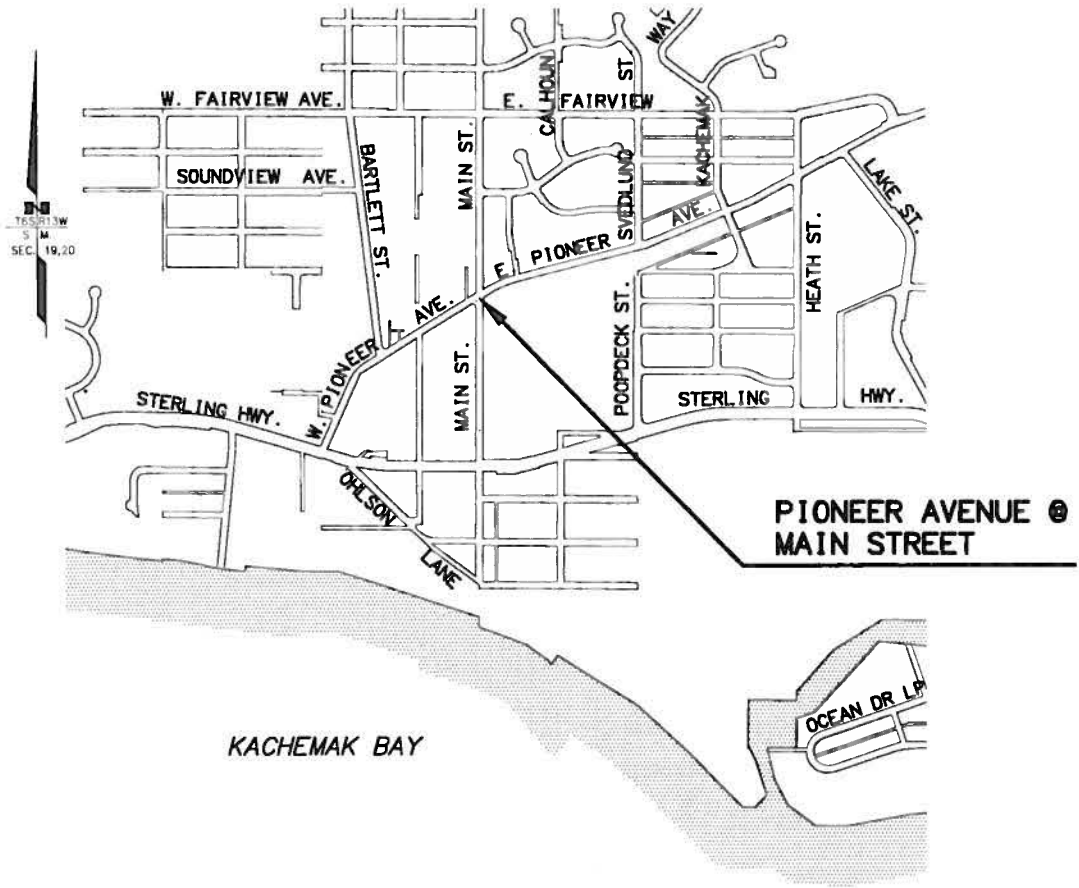 WAY
W. FAIRVIEW AVE.
E. FAIRVIEW
CALHOUN
ST.
KACHEMAK
MAIN ST.
BARTLETT ST.
SOUNDVIEW AVE.
SVEDLUND
LAKE ST.
N
T6S R13W
S M
SEC. 19,20
E. PIONEER AVE.
HEATH ST.
W. PIONEER AVE.
POOPDECK ST.
MAIN ST.
STERLING HWY.
STERLING HWY.
OHLSON LANE
PIONEER AVENUE @
MAIN STREET
OCEAN DR LP
KACHEMAK BAY